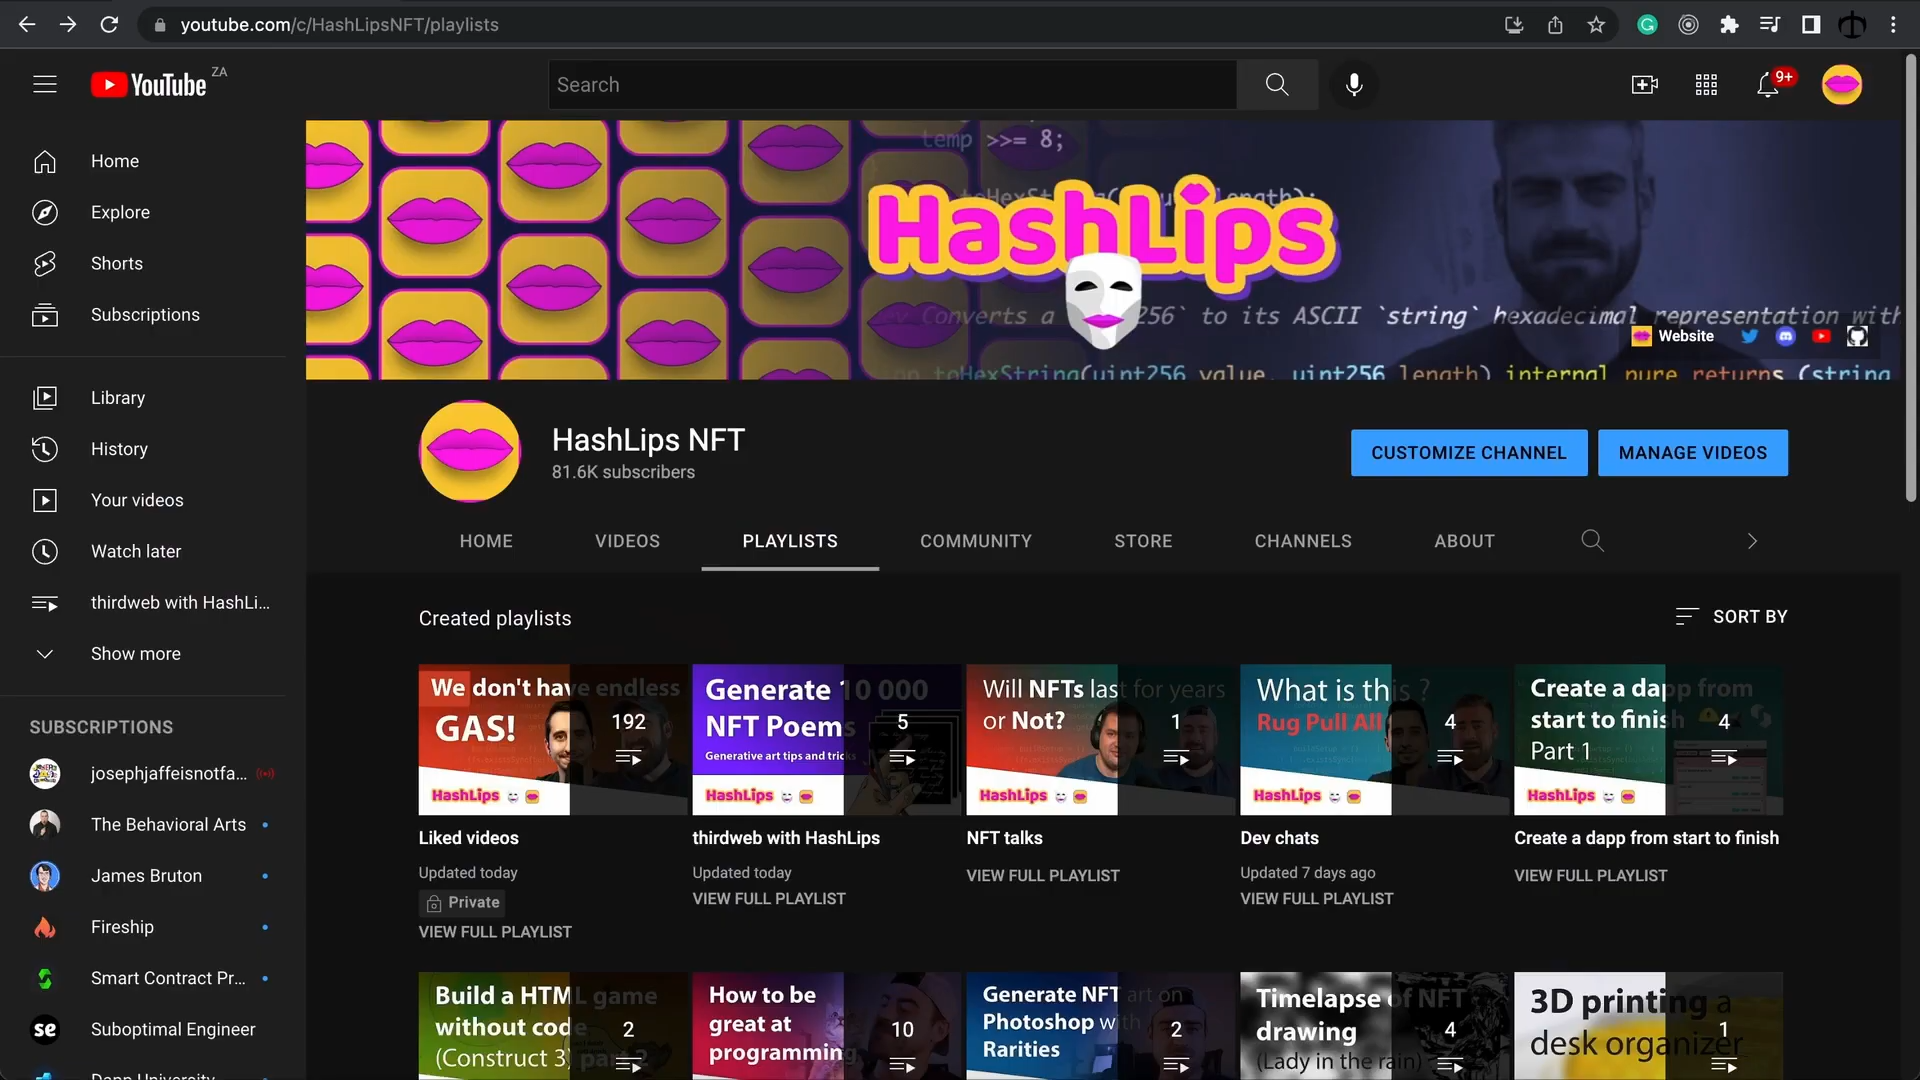 youtube.com/c/HashLipsNFT/playlists
YouTube ZA
Search
9+
Home
Explore
Shorts
Subscriptions
Library
History
Your videos
Watch later
thirdweb with HashLi...
Show more
SUBSCRIPTIONS
josephjaffeisnotfa...
The Behavioral Arts
James Bruton
Fireship
Smart Contract Pr...
se
Suboptimal Engineer
Dapp University
temp >>= 8;
HashLips
Converts a
256` to its ASCII `string` hexadecimal representation with
toHexString(uint256 value, uint256 length) internal pure returns (string
Website
HashLips NFT
81.6K subscribers
CUSTOMIZE CHANNEL
MANAGE VIDEOS
HOME
VIDEOS
PLAYLISTS
COMMUNITY
STORE
CHANNELS
ABOUT
Created playlists
SORT BY
We don't have endless
GAS!
192
HashLips
Liked videos
Updated today
Private
VIEW FULL PLAYLIST
Generate 10 000
NFT Poems
Generative art tips and tricks
5
HashLips
thirdweb with HashLips
Updated today
VIEW FULL PLAYLIST
Will NFTs last for years
or Not?
1
HashLips
NFT talks
VIEW FULL PLAYLIST
What is this ?
Rug Pull All
4
HashLips
Dev chats
Updated 7 days ago
VIEW FULL PLAYLIST
Create a dapp from
start to finish
Part 1
4
HashLips
Create a dapp from start to finish
VIEW FULL PLAYLIST
Build a HTML game
without code
(Construct 3) part 2
2
How to be
great at
programming
10
Generate NFT art on
Photoshop with
Rarities
2
Timelapse of NFT
drawing
(Lady in the rain)
4
3D printing a
desk organizer
1